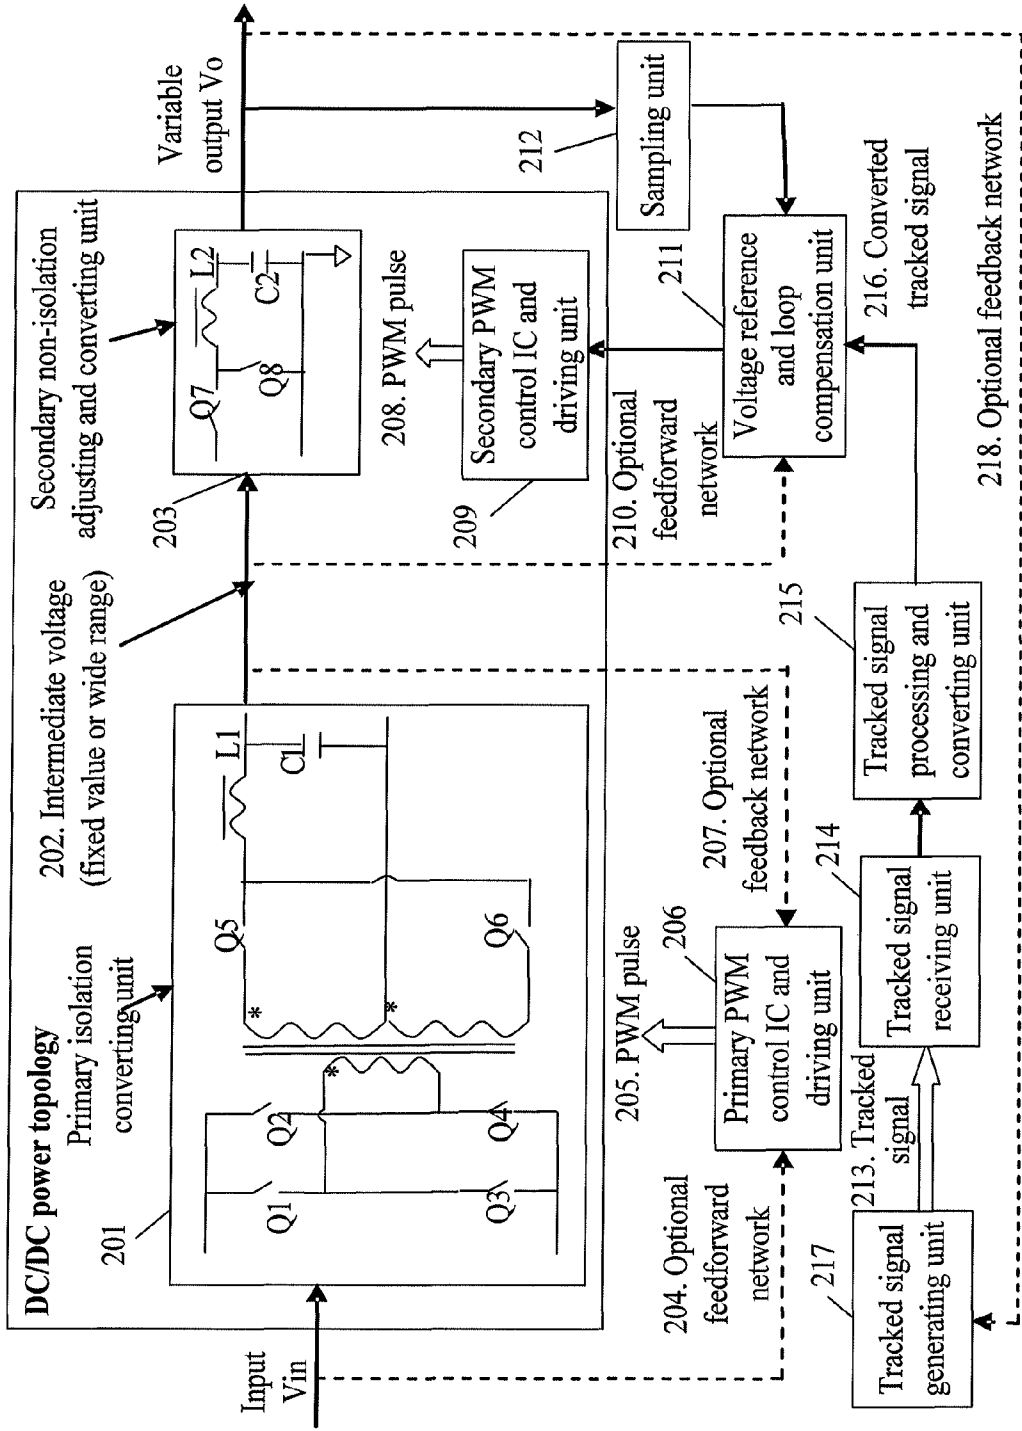 DC/DC power topology
Primary isolation
converting unit
201
202. Intermediate voltage
(fixed value or wide range)
Secondary non-isolation
adjusting and converting unit
203
Variable
output Vo
Input
Vin
Q1
Q2
Q3
Q4
*
*
*
Q5
Q6
L1
C1
Q7
Q8
L2
C2
208. PWM pulse
Secondary PWM
control IC and
driving unit
209
212
Sampling unit
204. Optional
feedforward
network
205. PWM pulse
206
Primary PWM
control IC and
driving unit
207. Optional
feedback network
210. Optional
feedforward
network
211
Voltage reference
and loop
compensation unit
216. Converted
tracked signal
217
Tracked signal
generating unit
213. Tracked
signal
214
Tracked signal
receiving unit
215
Tracked signal
processing and
converting unit
218. Optional feedback network